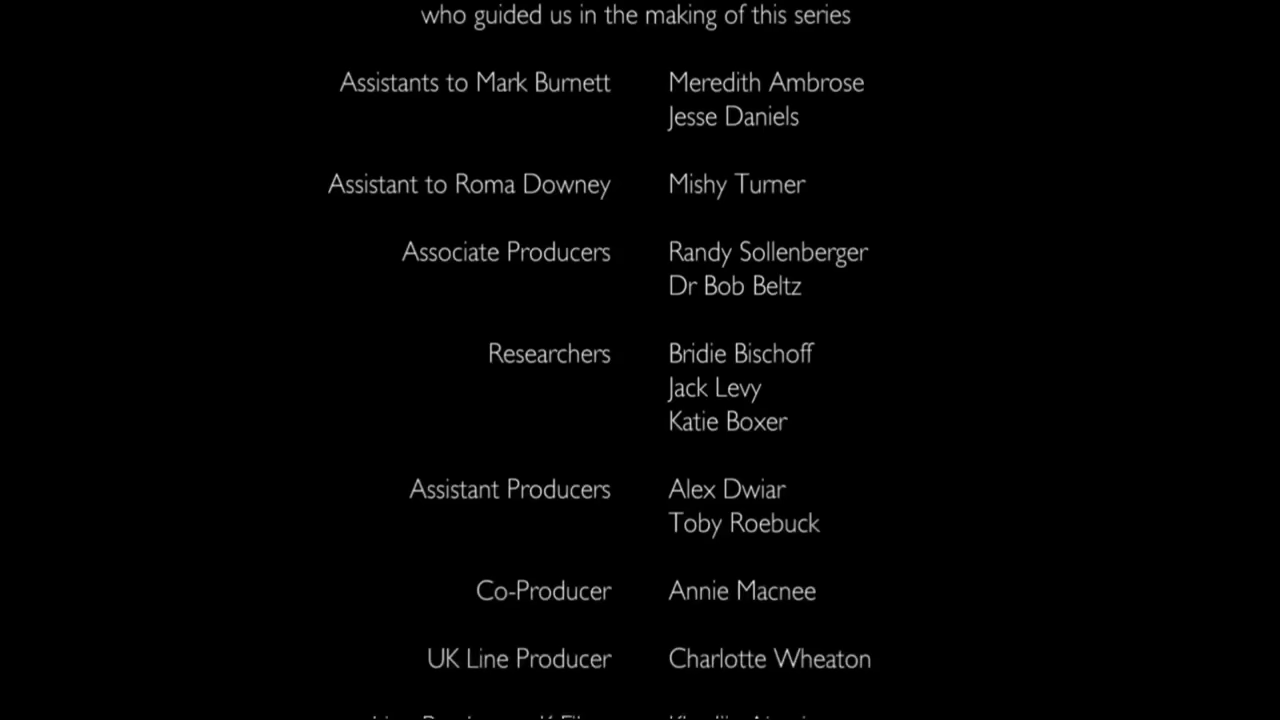 who guided us in the making of this series
Assistants to Mark Burnett Meredith Ambrose
Jesse Daniels
Assistant to Roma Downey Mishy Turner
Associate Producers Randy Sollenberger
Dr Bob Beltz
Researchers Bridie Bischoff
Jack Levy
Katie Boxer
Assistant Producers Alex Dwiar
Toby Roebuck
Co-Producer Annie Macnee
UK Line Producer Charlotte Wheaton